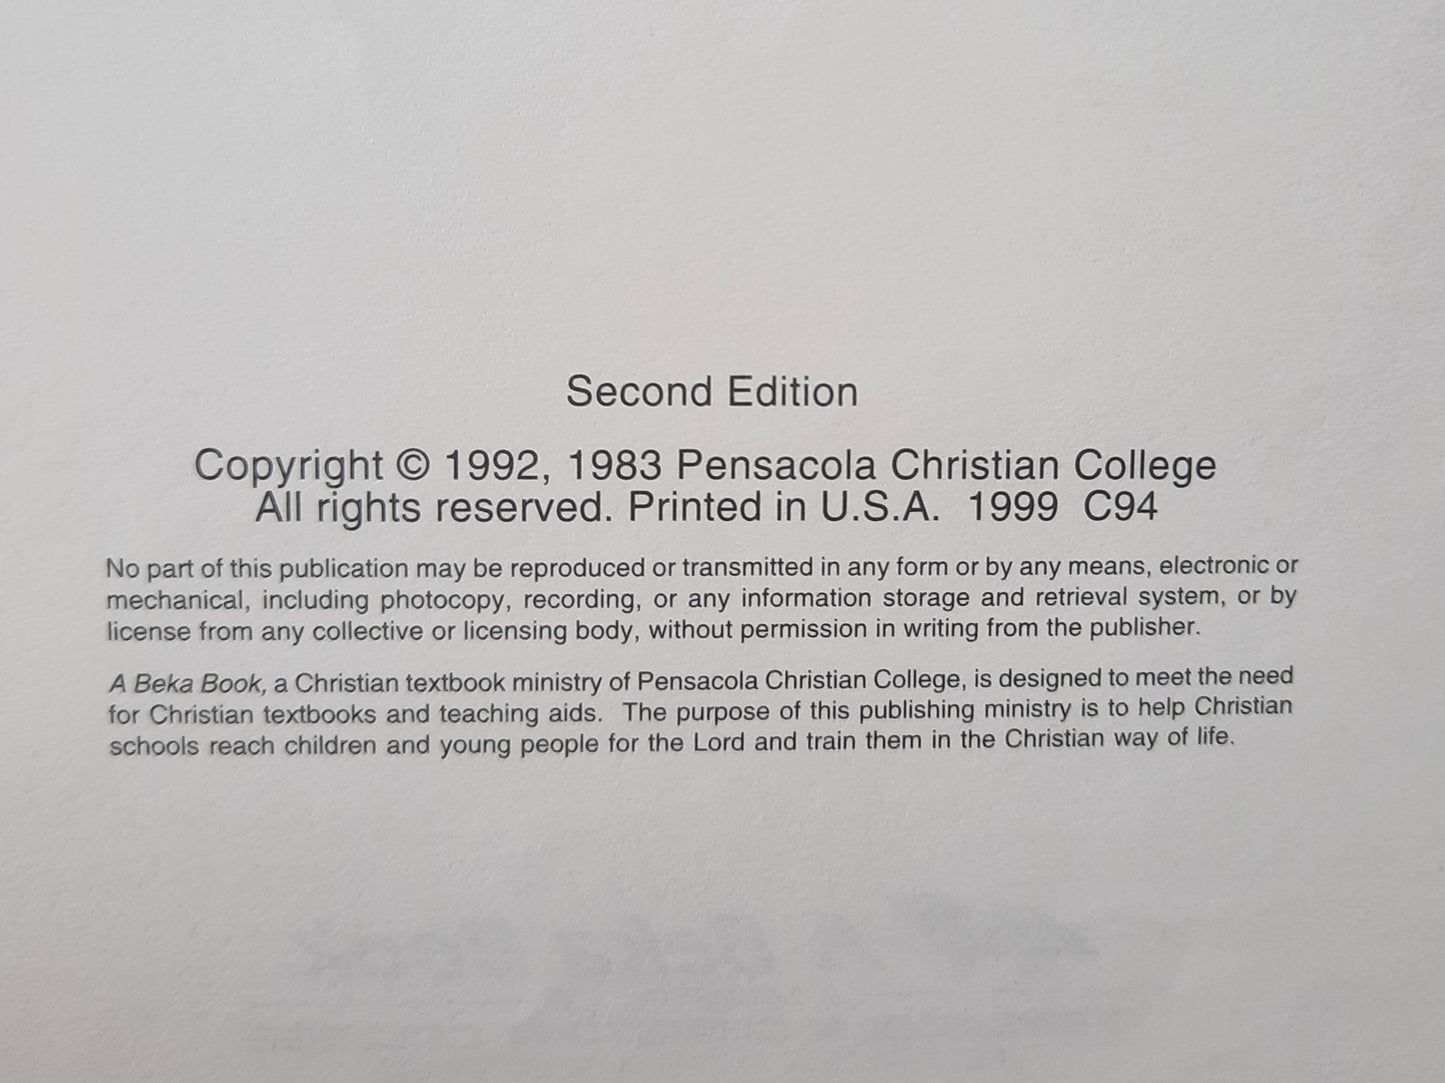 Second Edition
Copyright © 1992, 1983 Pensacola Christian College
All rights reserved. Printed in U.S.A. 1999 C94
No part of this publication may be reproduced or transmitted in any form or by any means, electronic or
mechanical, including photocopy, recording, or any information storage and retrieval system, or by
license from any collective or licensing body, without permission in writing from the publisher.
A Beka Book, a Christian textbook ministry of Pensacola Christian College, is designed to meet the need
for Christian textbooks and teaching aids. The purpose of this publishing ministry is to help Christian
schools reach children and young people for the Lord and train them in the Christian way of life.